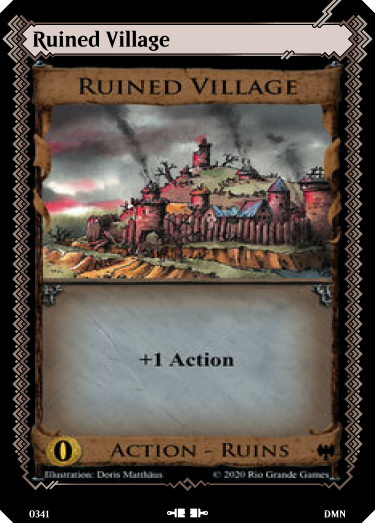 Ruined Village
RUINED VILLAGE
+1 Action
0
ACTION – RUINS
Illustration: Doris Matthäus © 2020 Rio Grande Games
0341 DMN